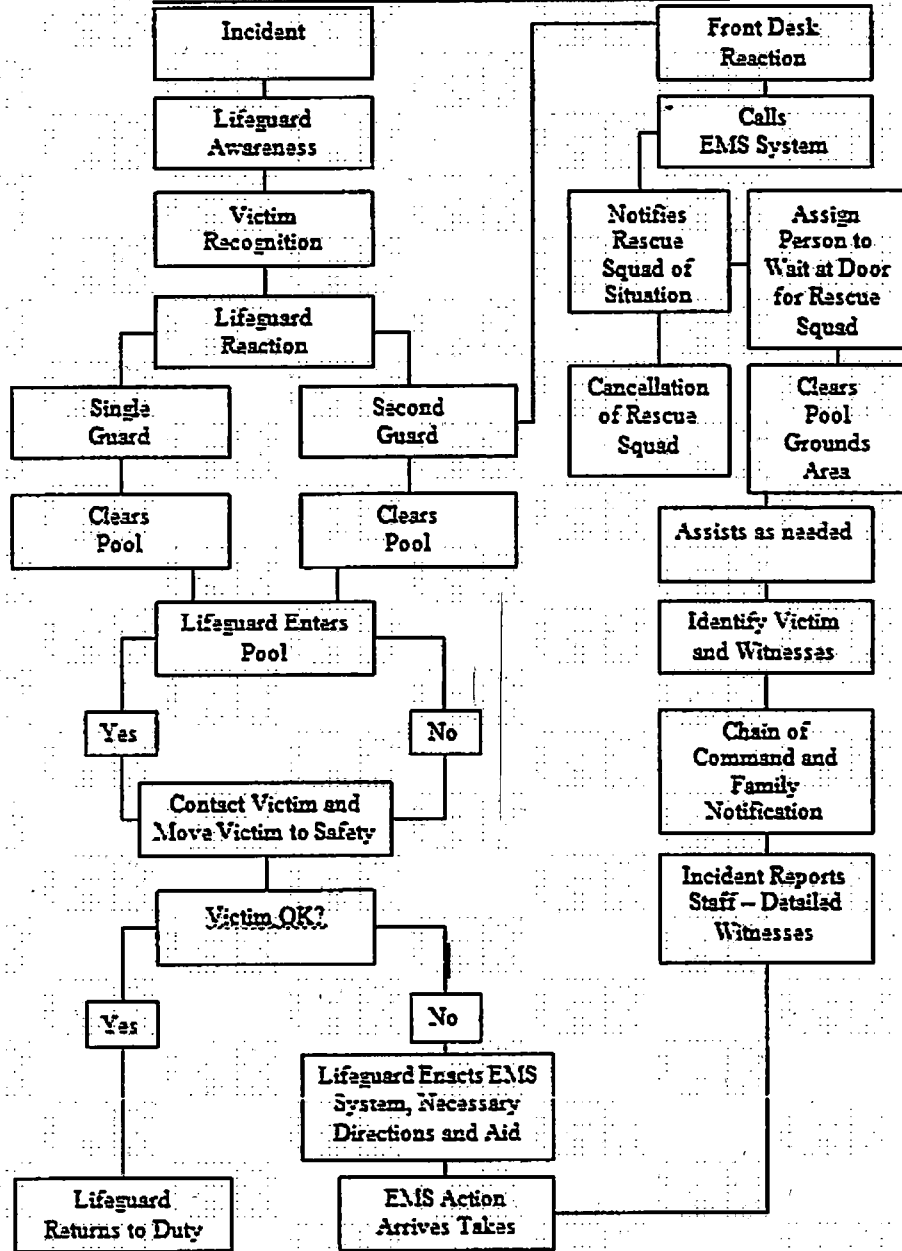 Incident
Lifeguard
Awareness
Victim
Recognition
Lifeguard
Reaction
Single
Guard
Second
Guard
Clears
Pool
Clears
Pool
Lifeguard Enters
Pool
Yes
No
Contact Victim and
Move Victim to Safety
Victim OK?
Yes
No
Lifeguard Enacts EMS
System, Necessary
Directions and Aid
Lifeguard
Returns to Duty
EMS Action
Arrives Takes
Front Desk
Reaction
Calls
EMS System
Notifies
Rescue
Squad of
Situation
Assign
Person to
Wait at Door
for Rescue
Squad
Cancellation
of Rescue
Squad
Clears
Pool
Grounds
Area
Assists as needed
Identify Victim
and Witnesses
Chain of
Command and
Family
Notification
Incident Reports
Staff – Detailed
Witnesses